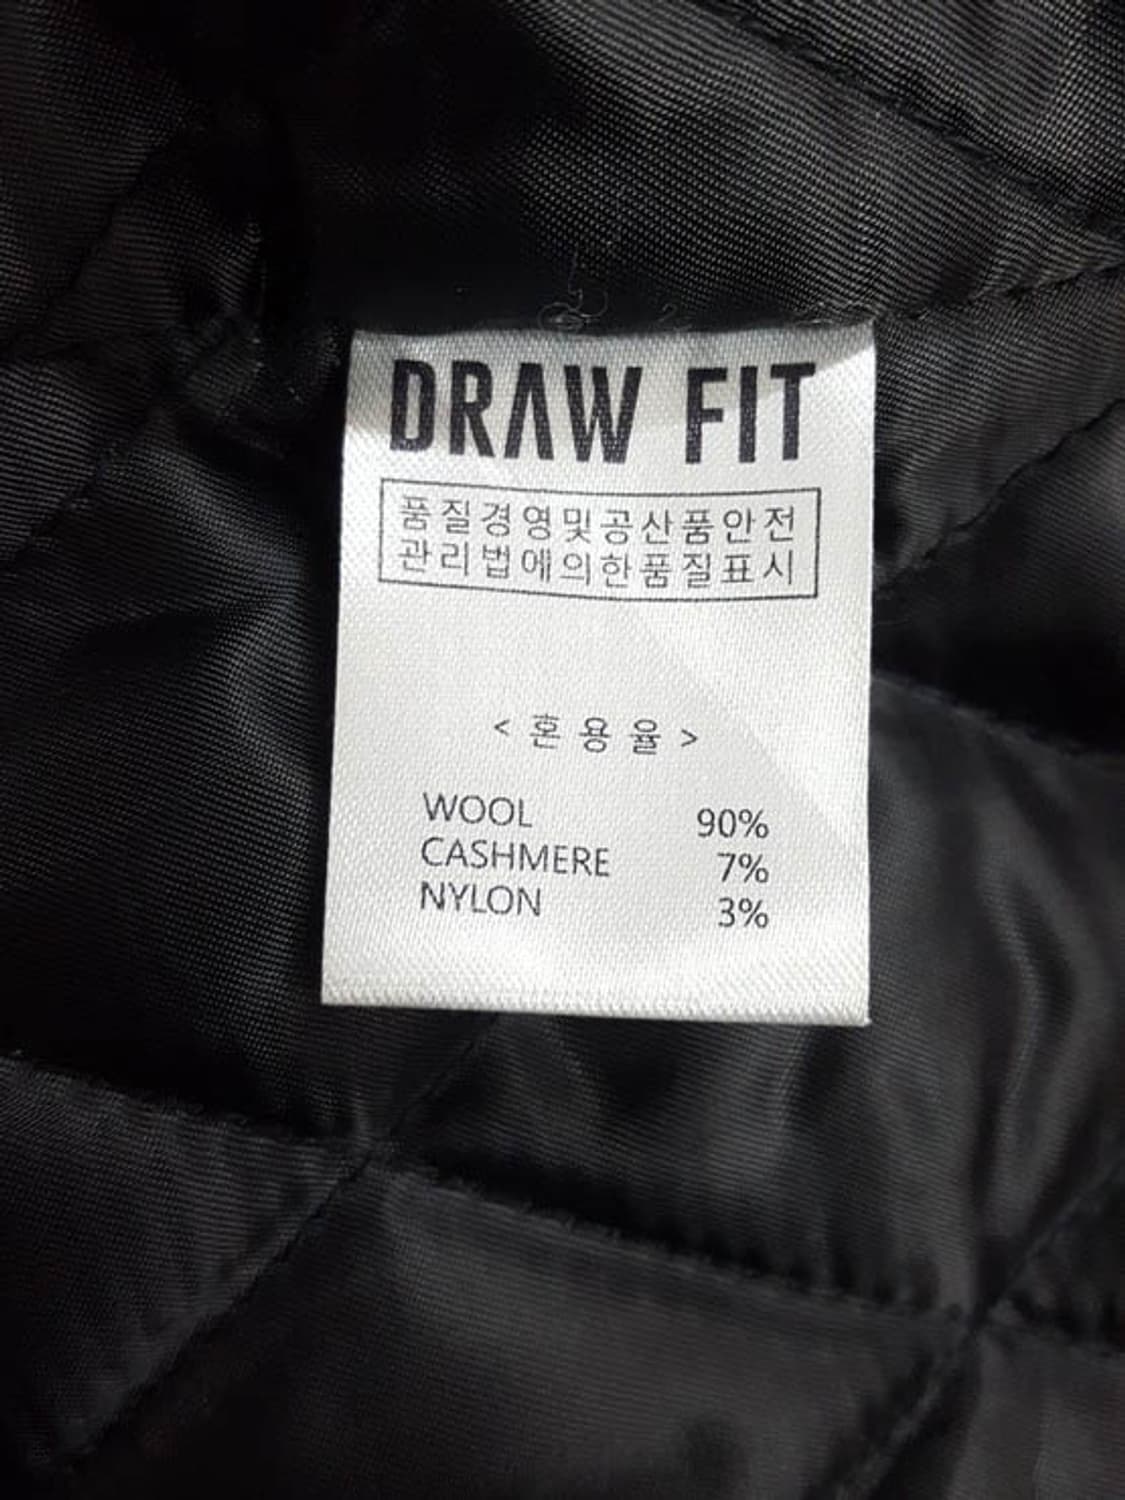 DRAW FIT
품질경영및공산품안전
관리법에의한품질표시
< 혼용율 >
WOOL 90%
CASHMERE 7%
NYLON 3%